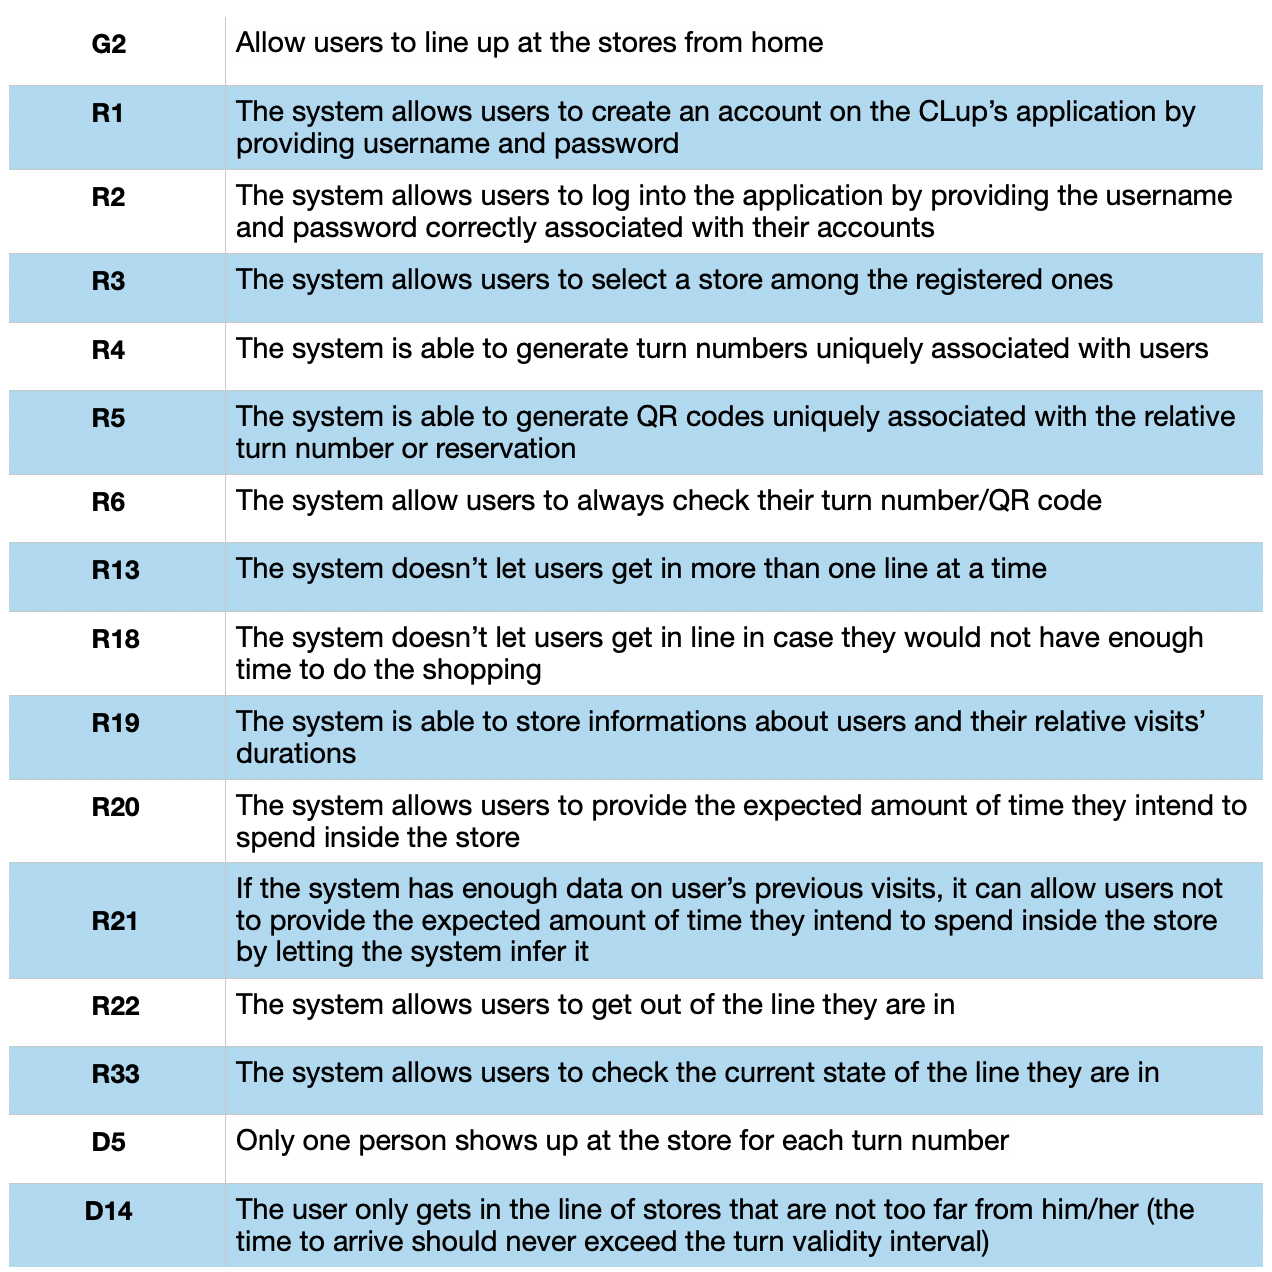 G2 Allow users to line up at the stores from home
R1 The system allows users to create an account on the CLup’s application by
providing username and password
R2 The system allows users to log into the application by providing the username
and password correctly associated with their accounts
R3 The system allows users to select a store among the registered ones
R4 The system is able to generate turn numbers uniquely associated with users
R5 The system is able to generate QR codes uniquely associated with the relative
turn number or reservation
R6 The system allow users to always check their turn number/QR code
R13 The system doesn’t let users get in more than one line at a time
R18 The system doesn’t let users get in line in case they would not have enough
time to do the shopping
R19 The system is able to store informations about users and their relative visits’
durations
R20 The system allows users to provide the expected amount of time they intend to
spend inside the store
R21 If the system has enough data on user’s previous visits, it can allow users not
to provide the expected amount of time they intend to spend inside the store
by letting the system infer it
R22 The system allows users to get out of the line they are in
R33 The system allows users to check the current state of the line they are in
D5 Only one person shows up at the store for each turn number
D14 The user only gets in the line of stores that are not too far from him/her (the
time to arrive should never exceed the turn validity interval)